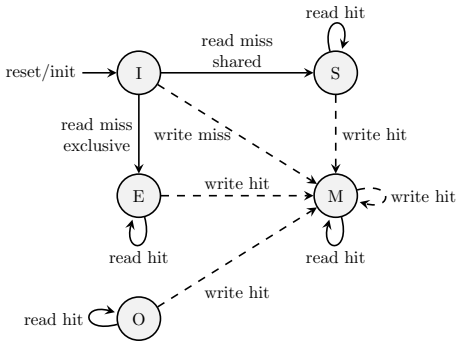 read hit
read miss
shared
reset/init
I
S
read miss
exclusive
write miss
write hit
write hit
E
M
write hit
read hit
read hit
write hit
read hit
O